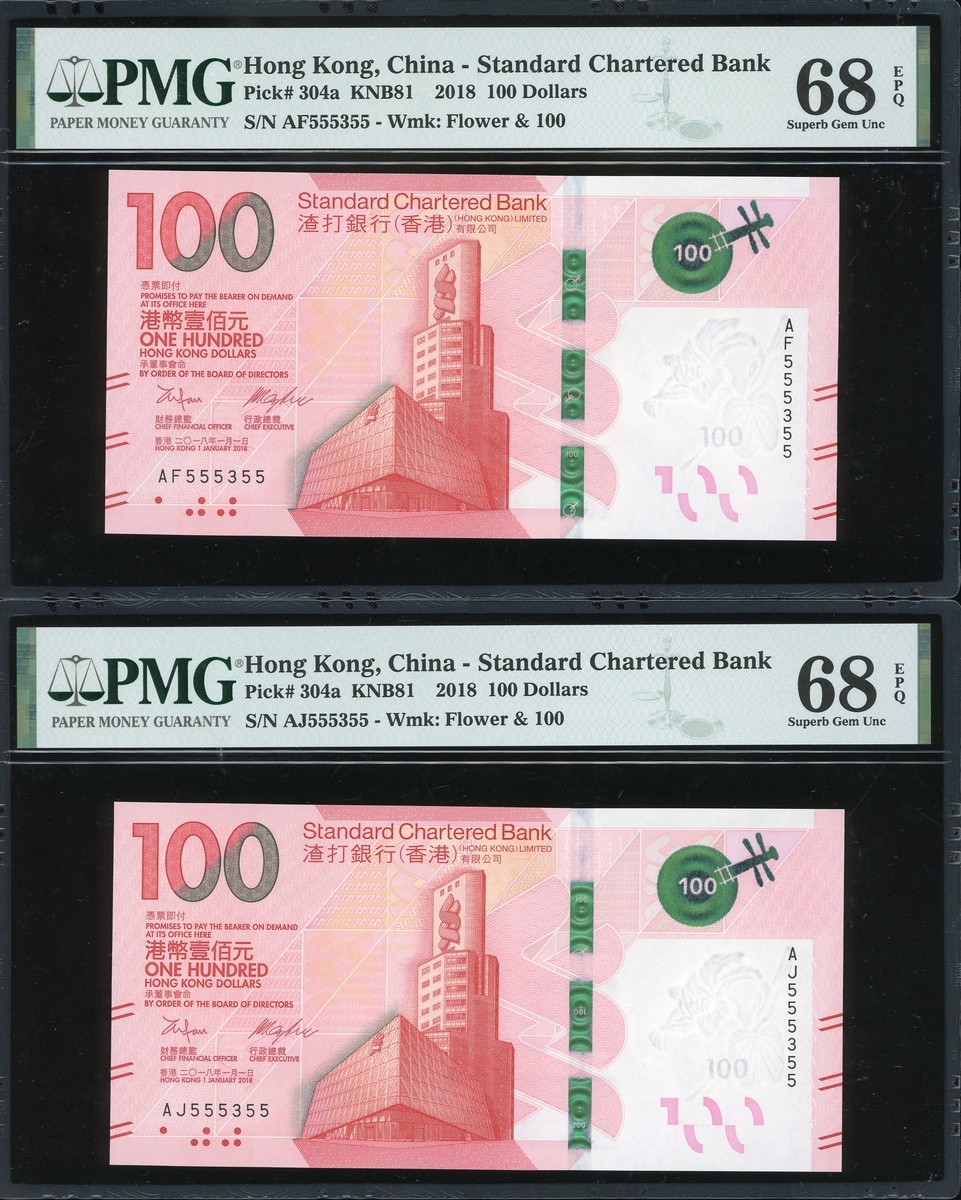 PMG®
PAPER MONEY GUARANTY
Hong Kong, China - Standard Chartered Bank
Pick# 304a KNB81 2018 100 Dollars
S/N AF555355 - Wmk: Flower & 100
68
EPQ
Superb Gem Unc
100
Standard Chartered Bank
渣打銀行(香港) (HONG KONG) LIMITED
有限公司
100
憑票即付
PROMISES TO PAY THE BEARER ON DEMAND
AT ITS OFFICE HERE
港幣壹佰元
ONE HUNDRED
HONG KONG DOLLARS
承董事會命
BY ORDER OF THE BOARD OF DIRECTORS
財務總監 行政總裁
CHIEF FINANCIAL OFFICER CHIEF EXECUTIVE
香港 二〇一八年一月一日
HONG KONG 1 JANUARY 2018
AF555355
AF555355
100
100
PMG®
PAPER MONEY GUARANTY
Hong Kong, China - Standard Chartered Bank
Pick# 304a KNB81 2018 100 Dollars
S/N AJ555355 - Wmk: Flower & 100
68
EPQ
Superb Gem Unc
100
Standard Chartered Bank
渣打銀行(香港) (HONG KONG) LIMITED
有限公司
100
憑票即付
PROMISES TO PAY THE BEARER ON DEMAND
AT ITS OFFICE HERE
港幣壹佰元
ONE HUNDRED
HONG KONG DOLLARS
承董事會命
BY ORDER OF THE BOARD OF DIRECTORS
財務總監 行政總裁
CHIEF FINANCIAL OFFICER CHIEF EXECUTIVE
香港 二〇一八年一月一日
HONG KONG 1 JANUARY 2018
AJ555355
AJ555355
100
100
100
100